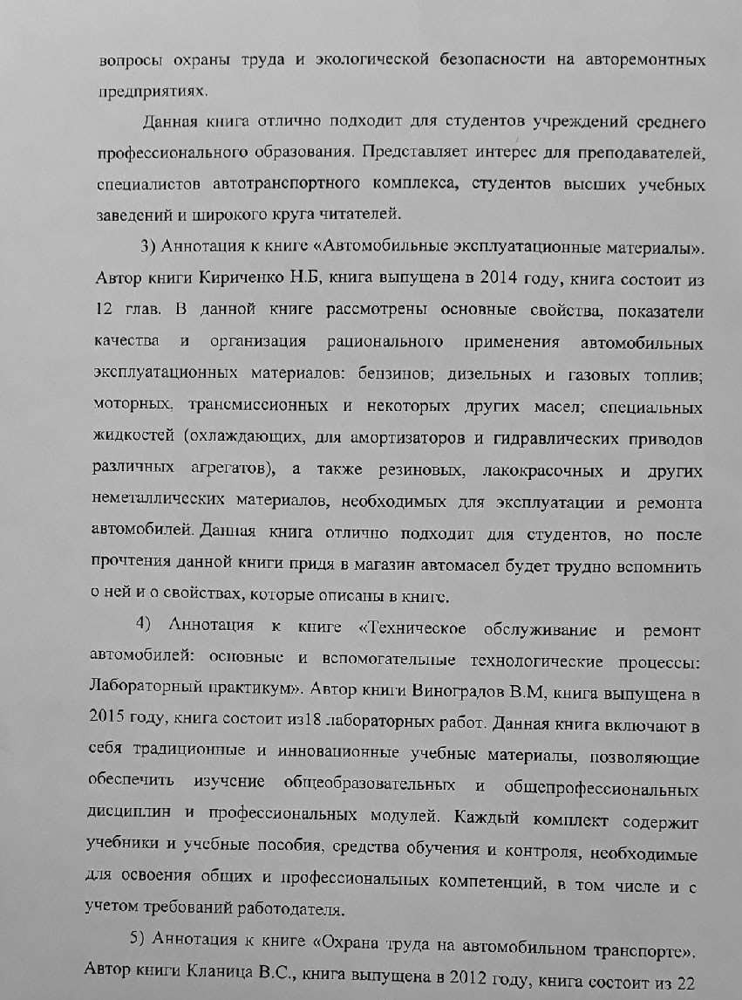 вопросы охраны труда и экологической безопасности на авторемонтных
предприятиях.
Данная книга отлично подходит для студентов учреждений среднего
профессионального образования. Представляет интерес для преподавателей,
специалистов автотранспортного комплекса, студентов высших учебных
заведений и широкого круга читателей.
3) Аннотация к книге «Автомобильные эксплуатационные материалы».
Автор книги Кириченко Н.Б, книга выпущена в 2014 году, книга состоит из
12 глав. В данной книге рассмотрены основные свойства, показатели
качества и организация рационального применения автомобильных
эксплуатационных материалов: бензинов; дизельных и газовых топлив;
моторных, трансмиссионных и некоторых других масел; специальных
жидкостей (охлаждающих, для амортизаторов и гидравлических приводов
различных агрегатов), а также резиновых, лакокрасочных и других
неметаллических материалов, необходимых для эксплуатации и ремонта
автомобилей. Данная книга отлично подходит для студентов, но после
прочтения данной книги придя в магазин автомасел будет трудно вспомнить
о ней и о свойствах, которые описаны в книге.
4) Аннотация к книге «Техническое обслуживание и ремонт
автомобилей: основные и вспомогательные технологические процессы:
Лабораторный практикум». Автор книги Виноградов В.М, книга выпущена в
2015 году, книга состоит из18 лабораторных работ. Данная книга включают в
себя традиционные и инновационные учебные материалы, позволяющие
обеспечить изучение общеобразовательных и общепрофессиональных
дисциплин и профессиональных модулей. Каждый комплект содержит
учебники и учебные пособия, средства обучения и контроля, необходимые
для освоения общих и профессиональных компетенций, в том числе и с
учетом требований работодателя.
5) Аннотация к книге «Охрана труда на автомобильном транспорте».
Автор книги Кланица В.С., книга выпущена в 2012 году, книга состоит из 22